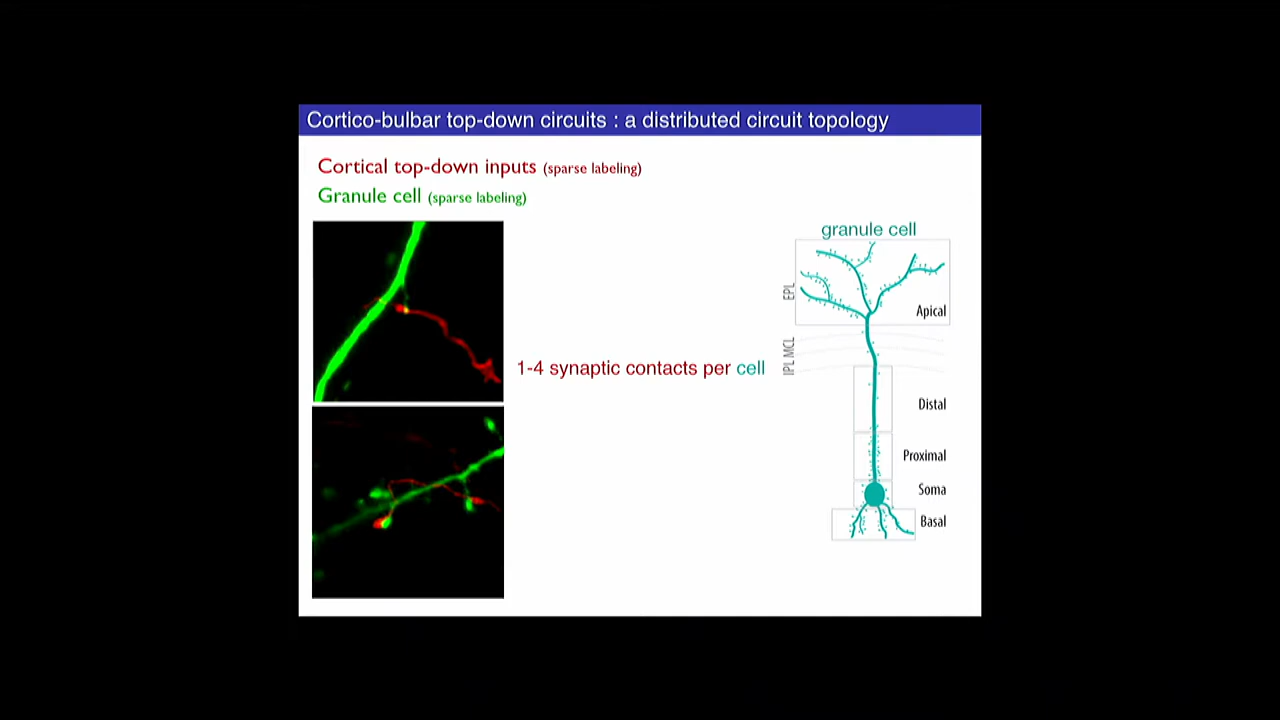 Cortico-bulbar top-down circuits : a distributed circuit topology
Cortical top-down inputs (sparse labeling)
Granule cell (sparse labeling)
granule cell
EPL
Apical
IPL MCL
1-4 synaptic contacts per cell
Distal
Proximal
Soma
Basal